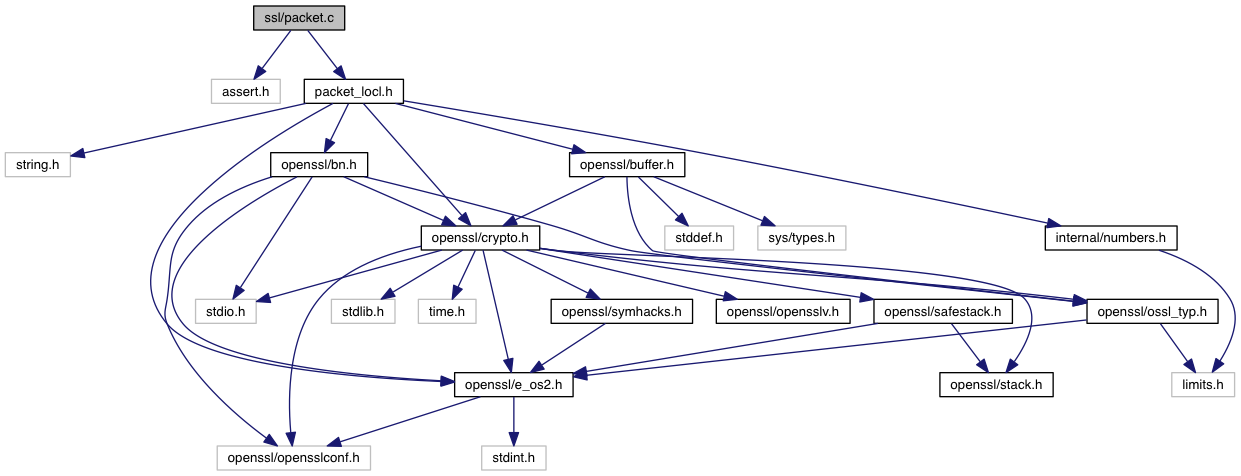 ssl/packet.c
assert.h
packet_locl.h
string.h
openssl/bn.h
openssl/buffer.h
openssl/crypto.h
stddef.h
sys/types.h
internal/numbers.h
stdio.h
stdlib.h
time.h
openssl/symhacks.h
openssl/opensslv.h
openssl/safestack.h
openssl/ossl_typ.h
openssl/e_os2.h
openssl/stack.h
limits.h
openssl/opensslconf.h
stdint.h